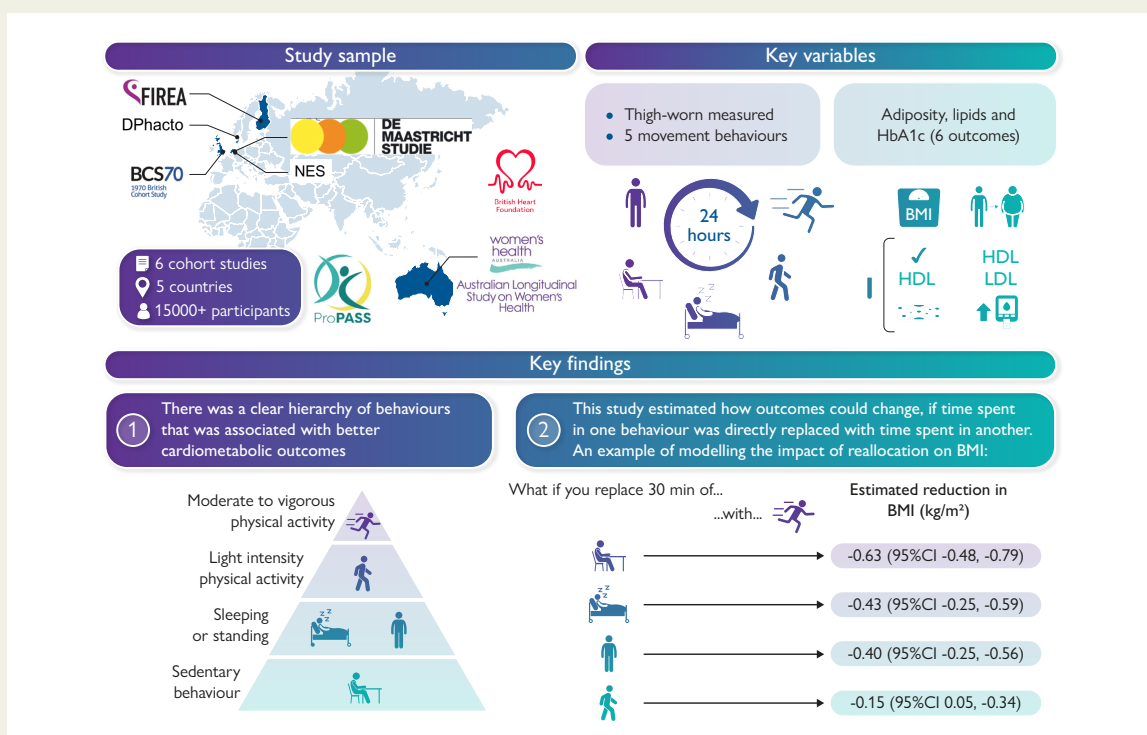 Study sample
FIREA
DPhacto
BCS70
1970 British
Cohort Study
DE
MAASTRICHT
STUDIE
NES
British Heart
Foundation
6 cohort studies
5 countries
15000+ participants
ProPASS
women's
health
AUSTRALIA
Australian Longitudinal
Study on Women's
Health
Key variables
• Thigh-worn measured
• 5 movement behaviours
Adiposity, lipids and
HbA1c (6 outcomes)
24
hours
z z z
BMI
✓
HDL
HDL
LDL
Key findings
1
There was a clear hierarchy of behaviours
that was associated with better
cardiometabolic outcomes
Moderate to vigorous
physical activity
Light intensity
physical activity
Sleeping
or standing
z z z
Sedentary
behaviour
2
This study estimated how outcomes could change, if time spent
in one behaviour was directly replaced with time spent in another.
An example of modelling the impact of reallocation on BMI:
What if you replace 30 min of...
...with...
Estimated reduction in
BMI (kg/m²)
-0.63 (95%CI -0.48, -0.79)
z z z
-0.43 (95%CI -0.25, -0.59)
-0.40 (95%CI -0.25, -0.56)
-0.15 (95%CI 0.05, -0.34)